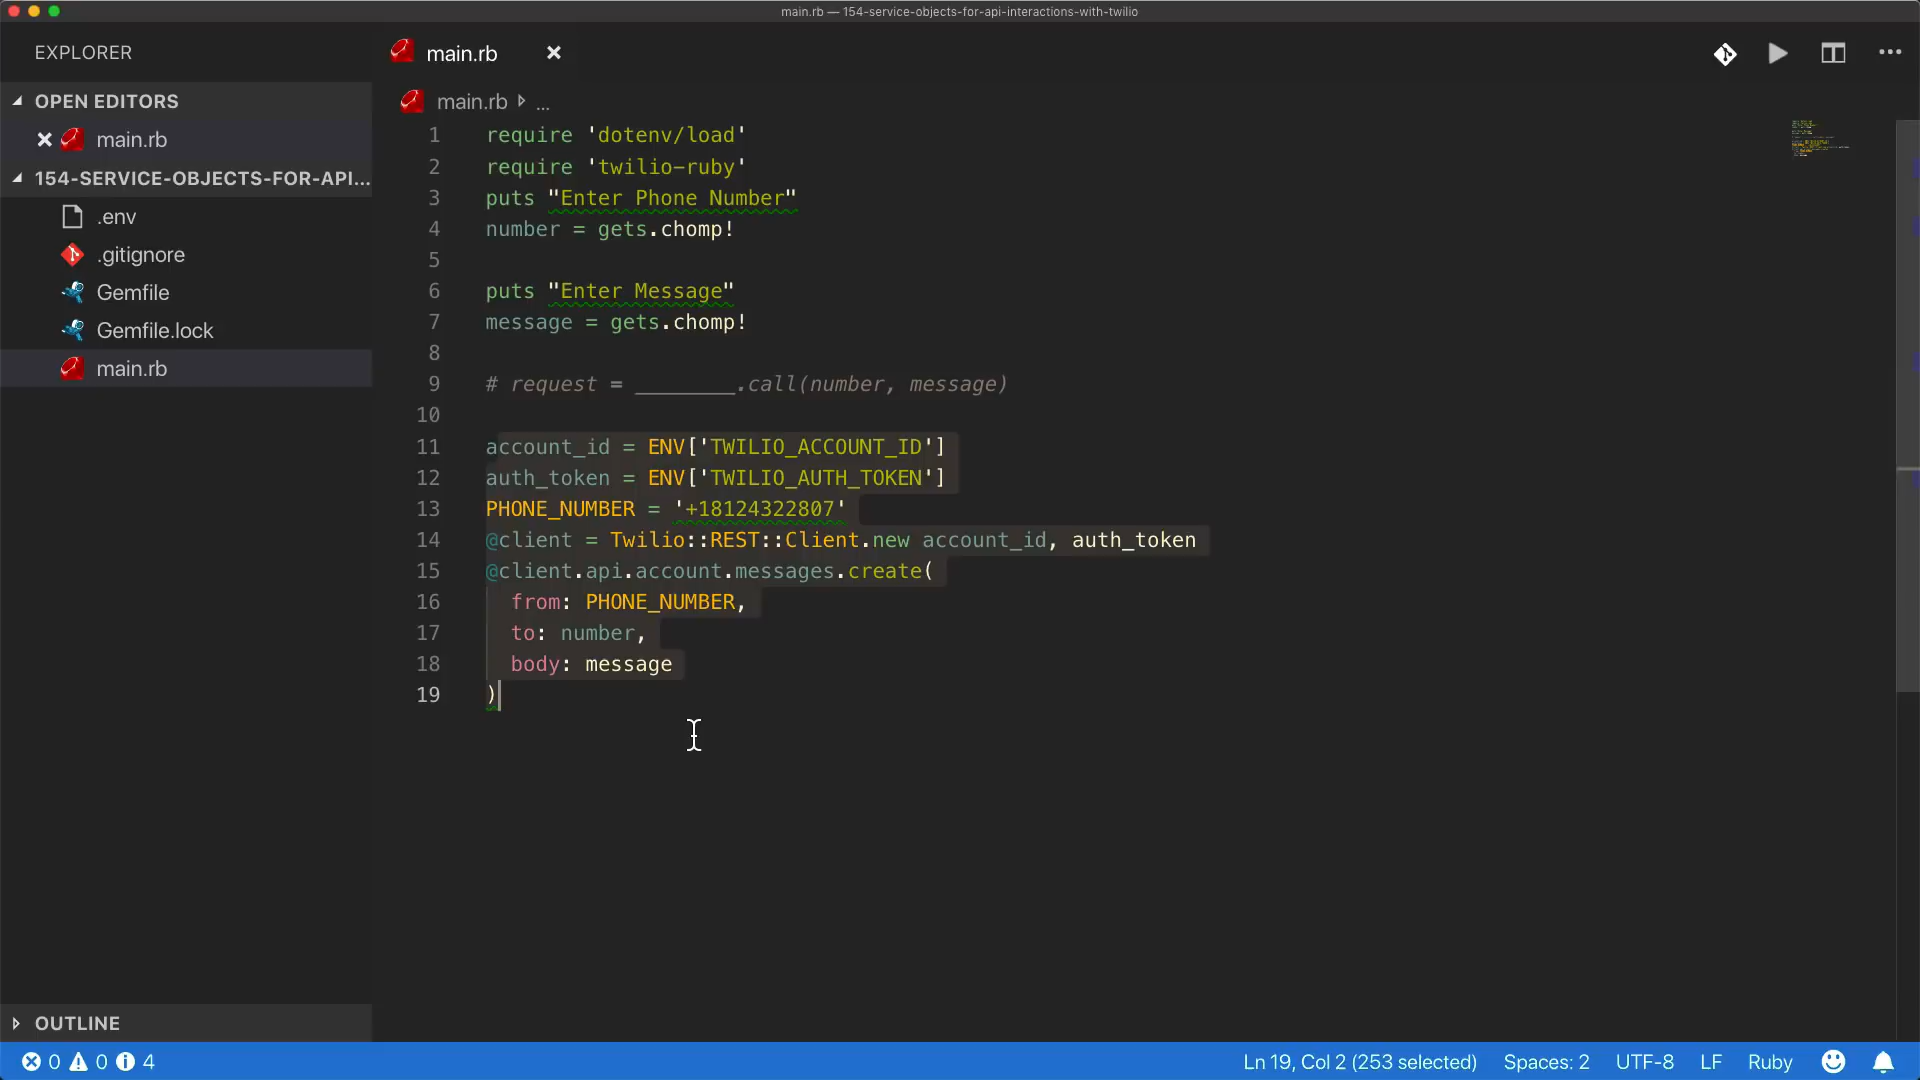 main.rb — 154-service-objects-for-api-interactions-with-twilio
EXPLORER
OPEN EDITORS
main.rb
154-SERVICE-OBJECTS-FOR-API...
.env
.gitignore
Gemfile
Gemfile.lock
main.rb
OUTLINE
main.rb
main.rb ...
1 require 'dotenv/load'
2 require 'twilio-ruby'
3 puts "Enter Phone Number"
4 number = gets.chomp!
5
6 puts "Enter Message"
7 message = gets.chomp!
8
9 # request = ________.call(number, message)
10
11 account_id = ENV['TWILIO_ACCOUNT_ID']
12 auth_token = ENV['TWILIO_AUTH_TOKEN']
13 PHONE_NUMBER = '+18124322807'
14 @client = Twilio::REST::Client.new account_id, auth_token
15 @client.api.account.messages.create(
16 from: PHONE_NUMBER,
17 to: number,
18 body: message
19 )
0 0 4
Ln 19, Col 2 (253 selected) Spaces: 2 UTF-8 LF Ruby